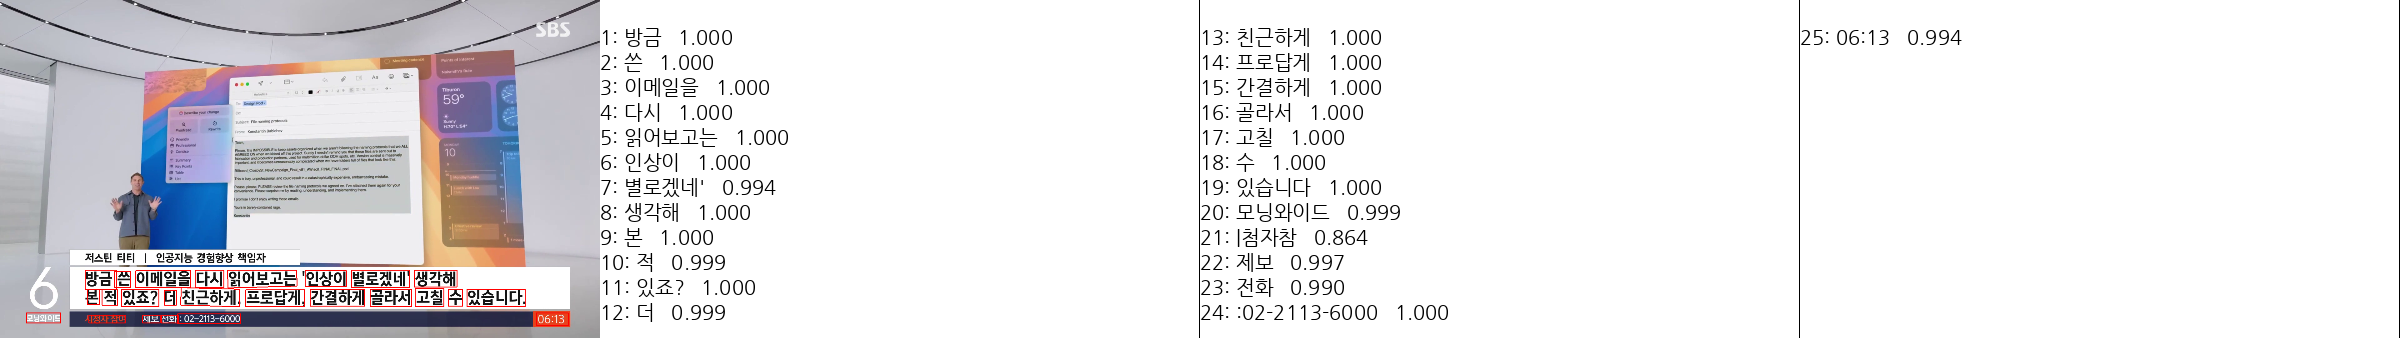 SBS
Points of Interest
Tiburon
59°
Sunny
H:70° L:54°
10
File naming protocols
저스틴 티티 | 인공지능 경험향상 책임자
방금 쓴 이메일을 다시 읽어보고는 '인상이 별로겠네' 생각해
본 적 있죠? 더 친근하게, 프로답게, 간결하게 골라서 고칠 수 있습니다.
6
모닝와이드
시청자 참여 제보 전화 : 02-2113-6000
06:13
1: 방금 1.000
2: 쓴 1.000
3: 이메일을 1.000
4: 다시 1.000
5: 읽어보고는 1.000
6: 인상이 1.000
7: 별로겠네' 0.994
8: 생각해 1.000
9: 본 1.000
10: 적 0.999
11: 있죠? 1.000
12: 더 0.999
13: 친근하게 1.000
14: 프로답게 1.000
15: 간결하게 1.000
16: 골라서 1.000
17: 고칠 1.000
18: 수 1.000
19: 있습니다 1.000
20: 모닝와이드 0.999
21: |첨자참 0.864
22: 제보 0.997
23: 전화 0.990
24: :02-2113-6000 1.000
25: 06:13 0.994